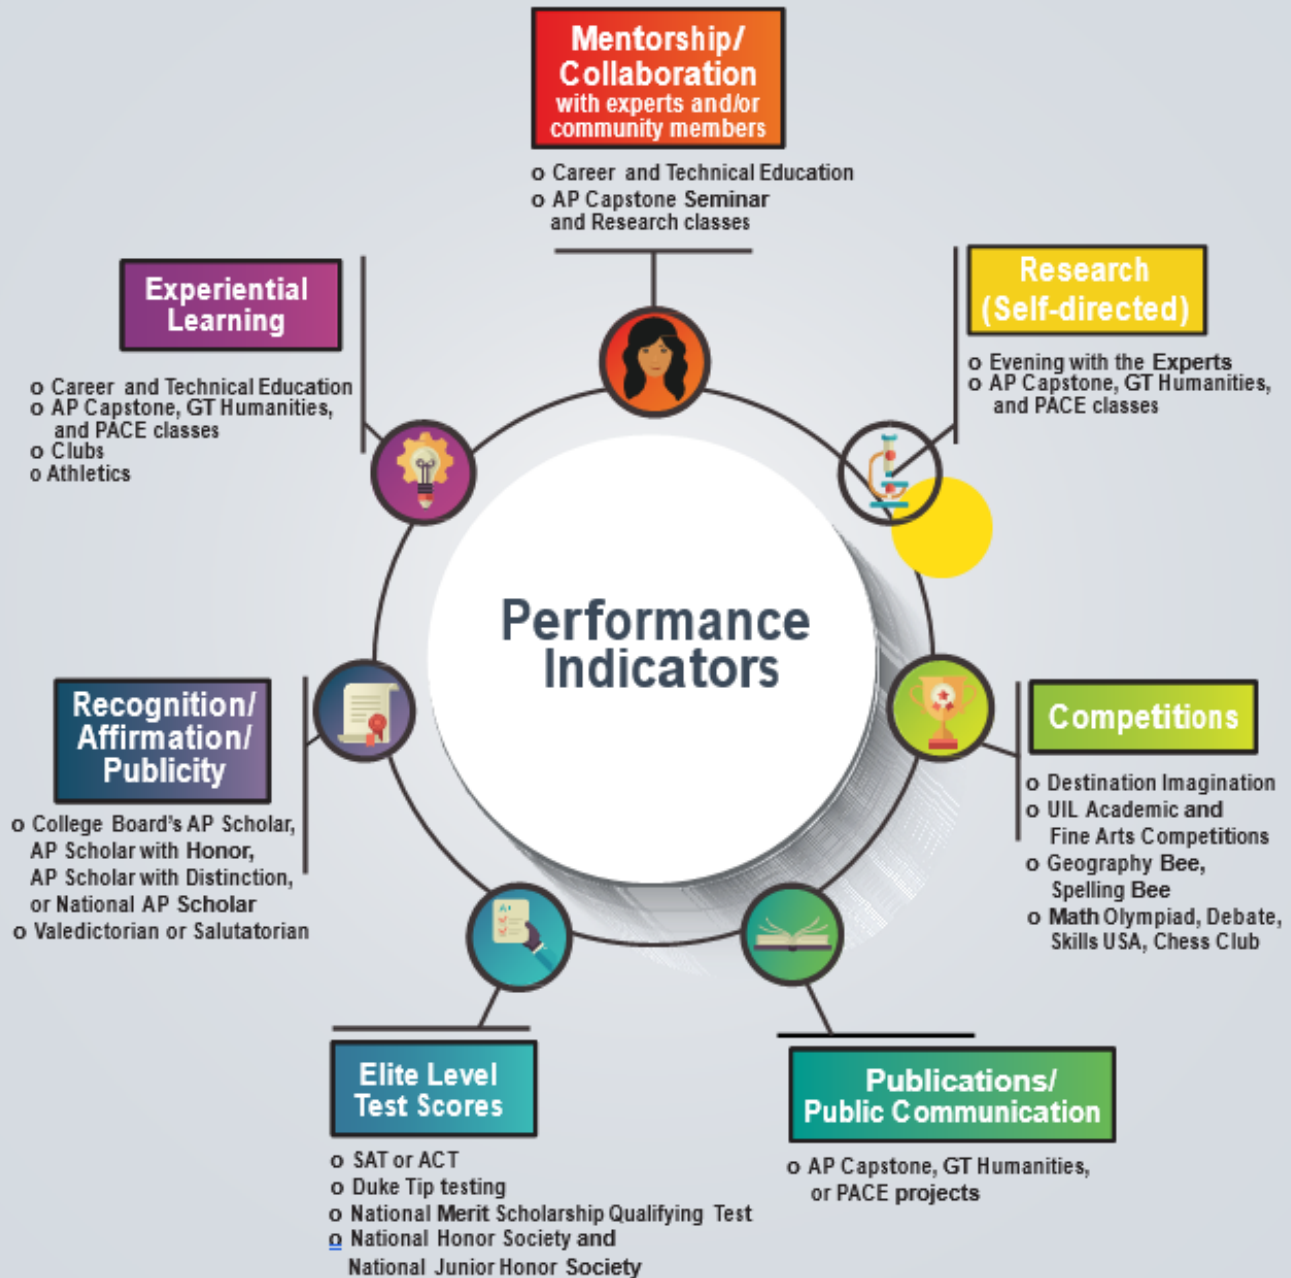 Mentorship/
Collaboration
with experts and/or
community members
o Career and Technical Education
o AP Capstone Seminar
and Research classes
Experiential
Learning
o Career and Technical Education
o AP Capstone, GT Humanities,
and PACE classes
o Clubs
o Athletics
Research
(Self-directed)
o Evening with the Experts
o AP Capstone, GT Humanities,
and PACE classes
Performance
Indicators
Recognition/
Affirmation/
Publicity
o College Board's AP Scholar,
AP Scholar with Honor,
AP Scholar with Distinction,
or National AP Scholar
o Valedictorian or Salutatorian
Competitions
o Destination Imagination
o UIL Academic and
Fine Arts Competitions
o Geography Bee,
Spelling Bee
o Math Olympiad, Debate,
Skills USA, Chess Club
A+
Elite Level
Test Scores
o SAT or ACT
o Duke Tip testing
o National Merit Scholarship Qualifying Test
o National Honor Society and
National Junior Honor Society
Publications/
Public Communication
o AP Capstone, GT Humanities,
or PACE projects